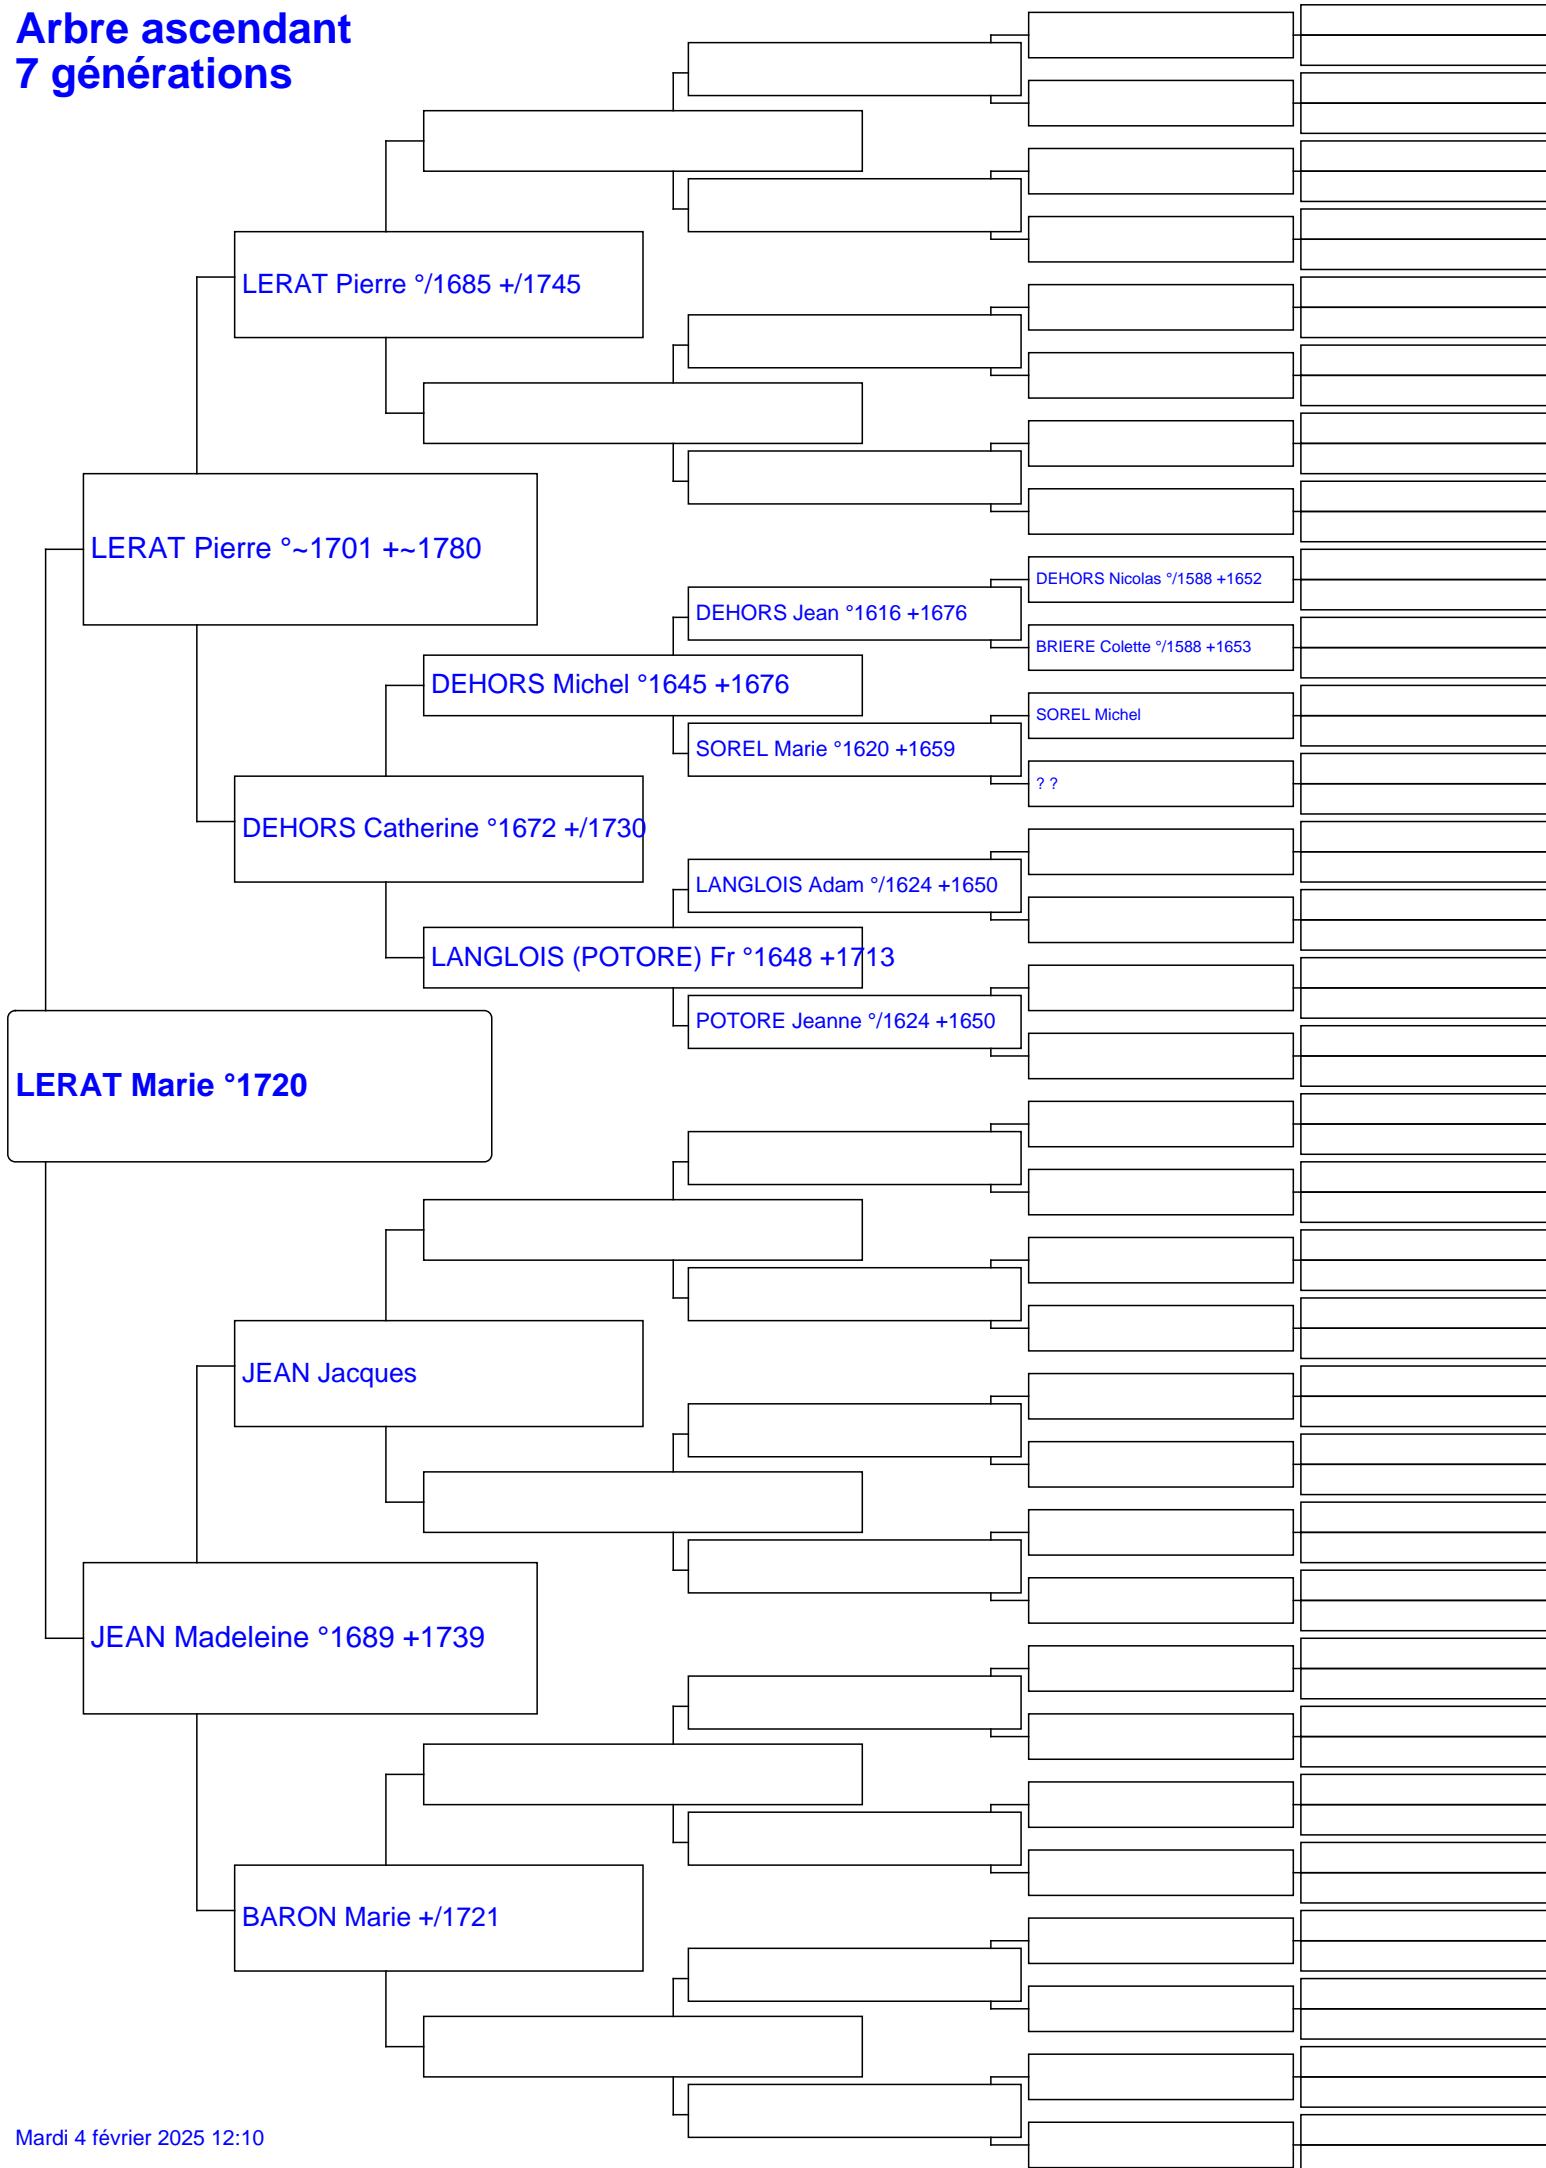 Arbre ascendant
7 générations
LERAT Pierre °/1685 +/1745
LERAT Pierre °~1701 +~1780
DEHORS Nicolas °/1588 +1652
DEHORS Jean °1616 +1676
BRIERE Colette °/1588 +1653
DEHORS Michel °1645 +1676
SOREL Michel
SOREL Marie °1620 +1659
? ?
DEHORS Catherine °1672 +/1730
LANGLOIS Adam °/1624 +1650
LANGLOIS (POTORE) Fr °1648 +1713
POTORE Jeanne °/1624 +1650
LERAT Marie °1720
JEAN Jacques
JEAN Madeleine °1689 +1739
BARON Marie +/1721
Mardi 4 février 2025 12:10